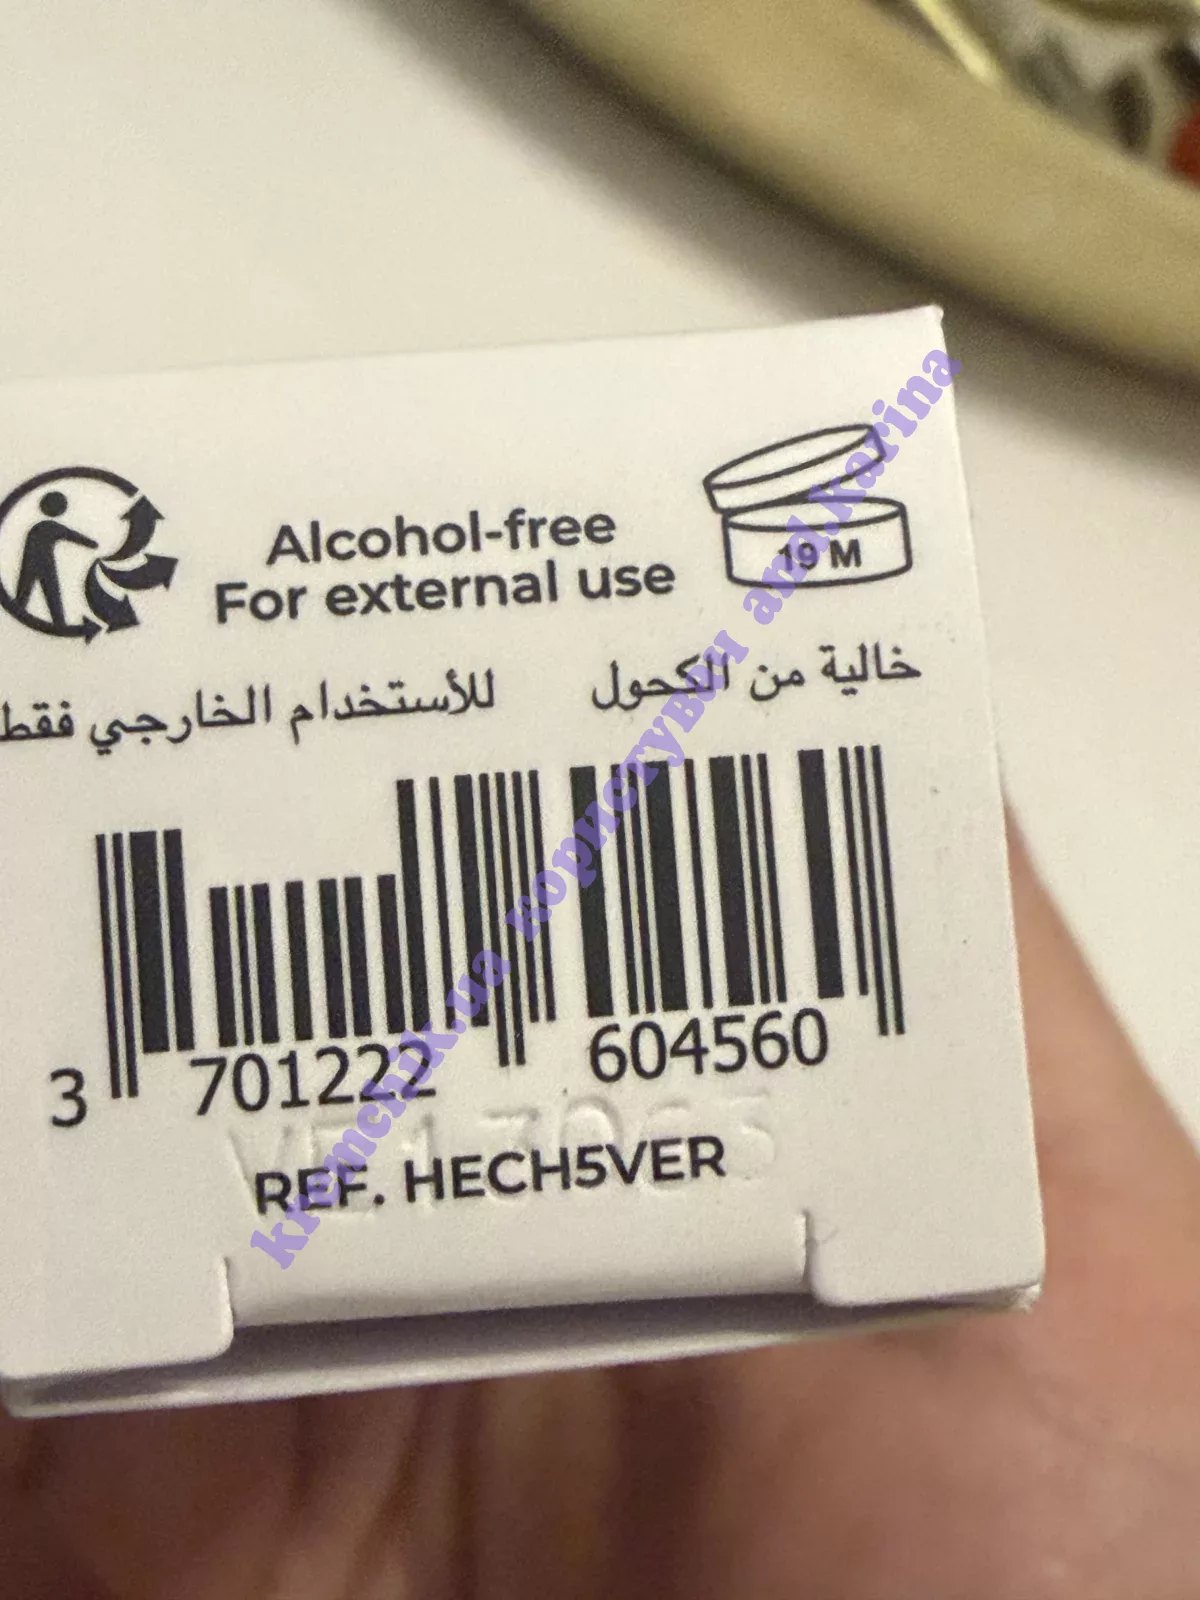 Alcohol-free
For external use
19 M
خالية من الكحول
للأستخدام الخارجي فقط
3 701222 604560
REF. HECH5VER
kremchik.ua користувач and.karina